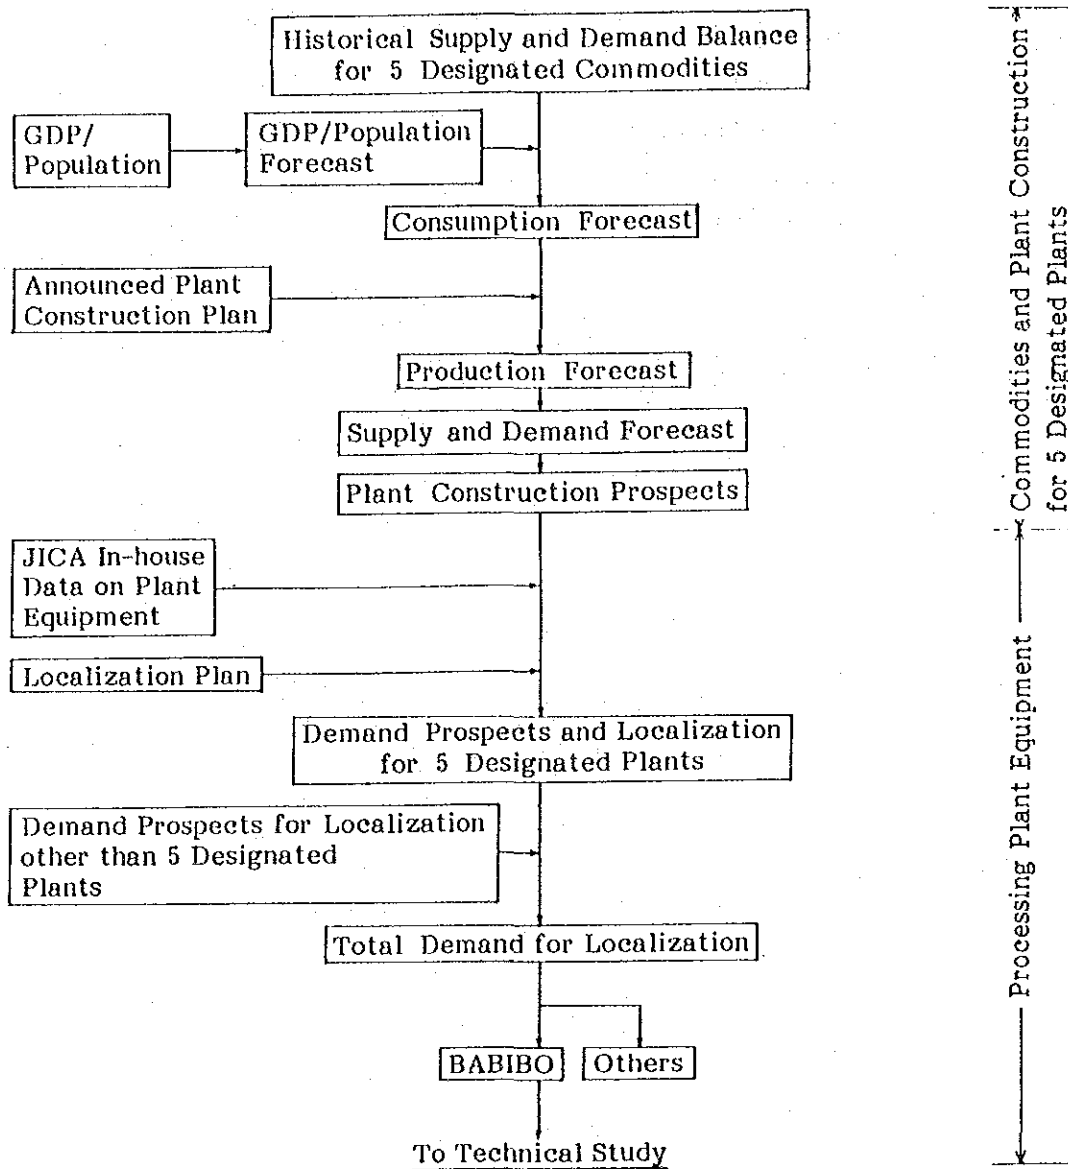 Historical Supply and Demand Balance
for 5 Designated Commodities
GDP/
Population
GDP/Population
Forecast
Consumption Forecast
Announced Plant
Construction Plan
Production Forecast
Supply and Demand Forecast
Plant Construction Prospects
JICA In-house
Data on Plant
Equipment
Localization Plan
Demand Prospects and Localization
for 5 Designated Plants
Demand Prospects for Localization
other than 5 Designated
Plants
Total Demand for Localization
BABIBO
Others
To Technical Study
Commodities and Plant Construction
for 5 Designated Plants
Processing Plant Equipment